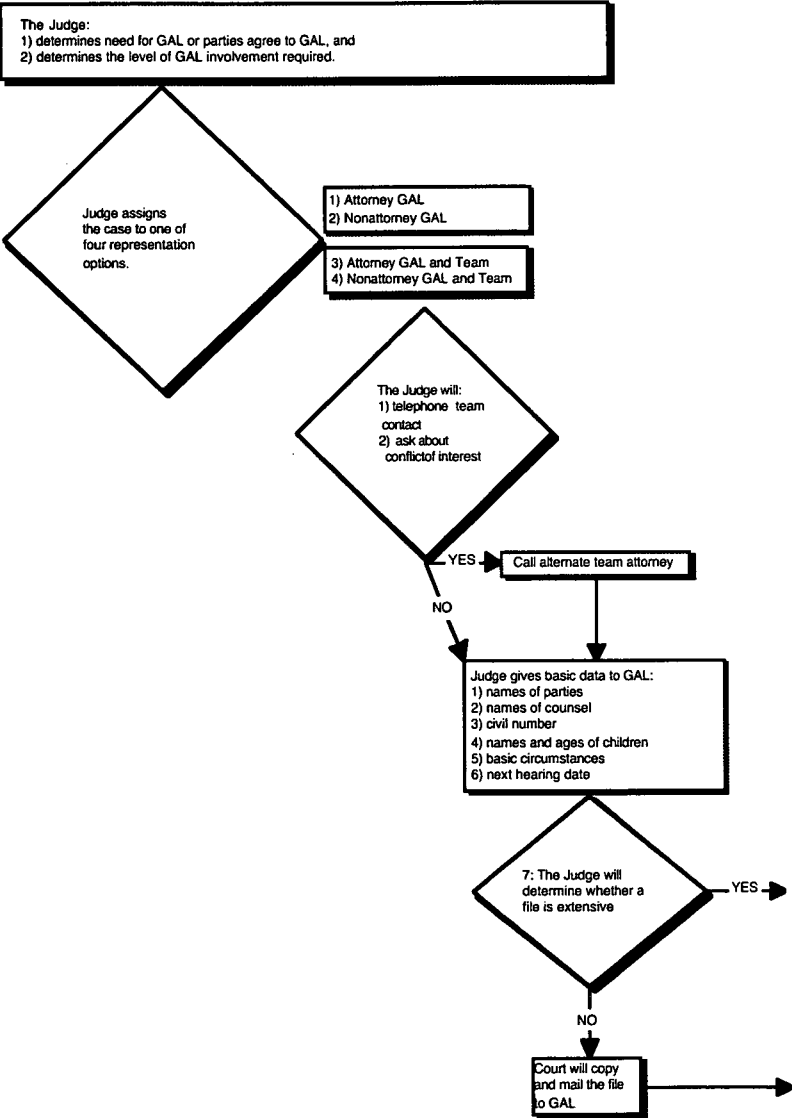 The Judge:
1) determines need for GAL or parties agree to GAL, and
2) determines the level of GAL involvement required.
Judge assigns
the case to one of
four representation
options.
1) Attorney GAL
2) Nonattorney GAL
3) Attorney GAL and Team
4) Nonattorney GAL and Team
The Judge will:
1) telephone team
contact
2) ask about
conflictof interest
YES
Call alternate team attorney
NO
Judge gives basic data to GAL:
1) names of parties
2) names of counsel
3) civil number
4) names and ages of children
5) basic circumstances
6) next hearing date
7: The Judge will
determine whether a
file is extensive
YES
NO
Court will copy
and mail the file
to GAL